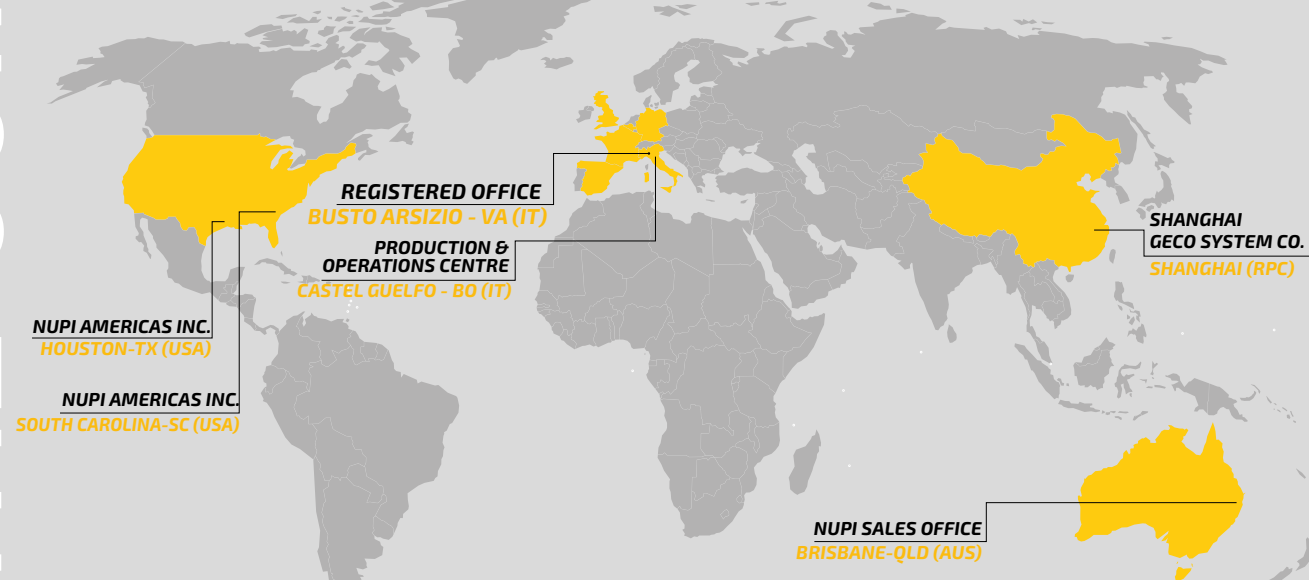 REGISTERED OFFICE
BUSTO ARSIZIO - VA (IT)
PRODUCTION &
OPERATIONS CENTRE
CASTEL GUELFO - BO (IT)
NUPI AMERICAS INC.
HOUSTON-TX (USA)
NUPI AMERICAS INC.
SOUTH CAROLINA-SC (USA)
SHANGHAI
GECO SYSTEM CO.
SHANGHAI (RPC)
NUPI SALES OFFICE
BRISBANE-QLD (AUS)